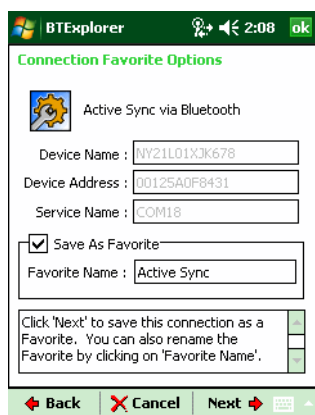 BTExplorer 2:08 ok
Connection Favorite Options
Active Sync via Bluetooth
Device Name : NY21L01XJK678
Device Address : 00125A0F8431
Service Name : COM18
Save As Favorite
Favorite Name : Active Sync
Click 'Next' to save this connection as a
Favorite. You can also rename the
Favorite by clicking on 'Favorite Name'.
Back Cancel Next